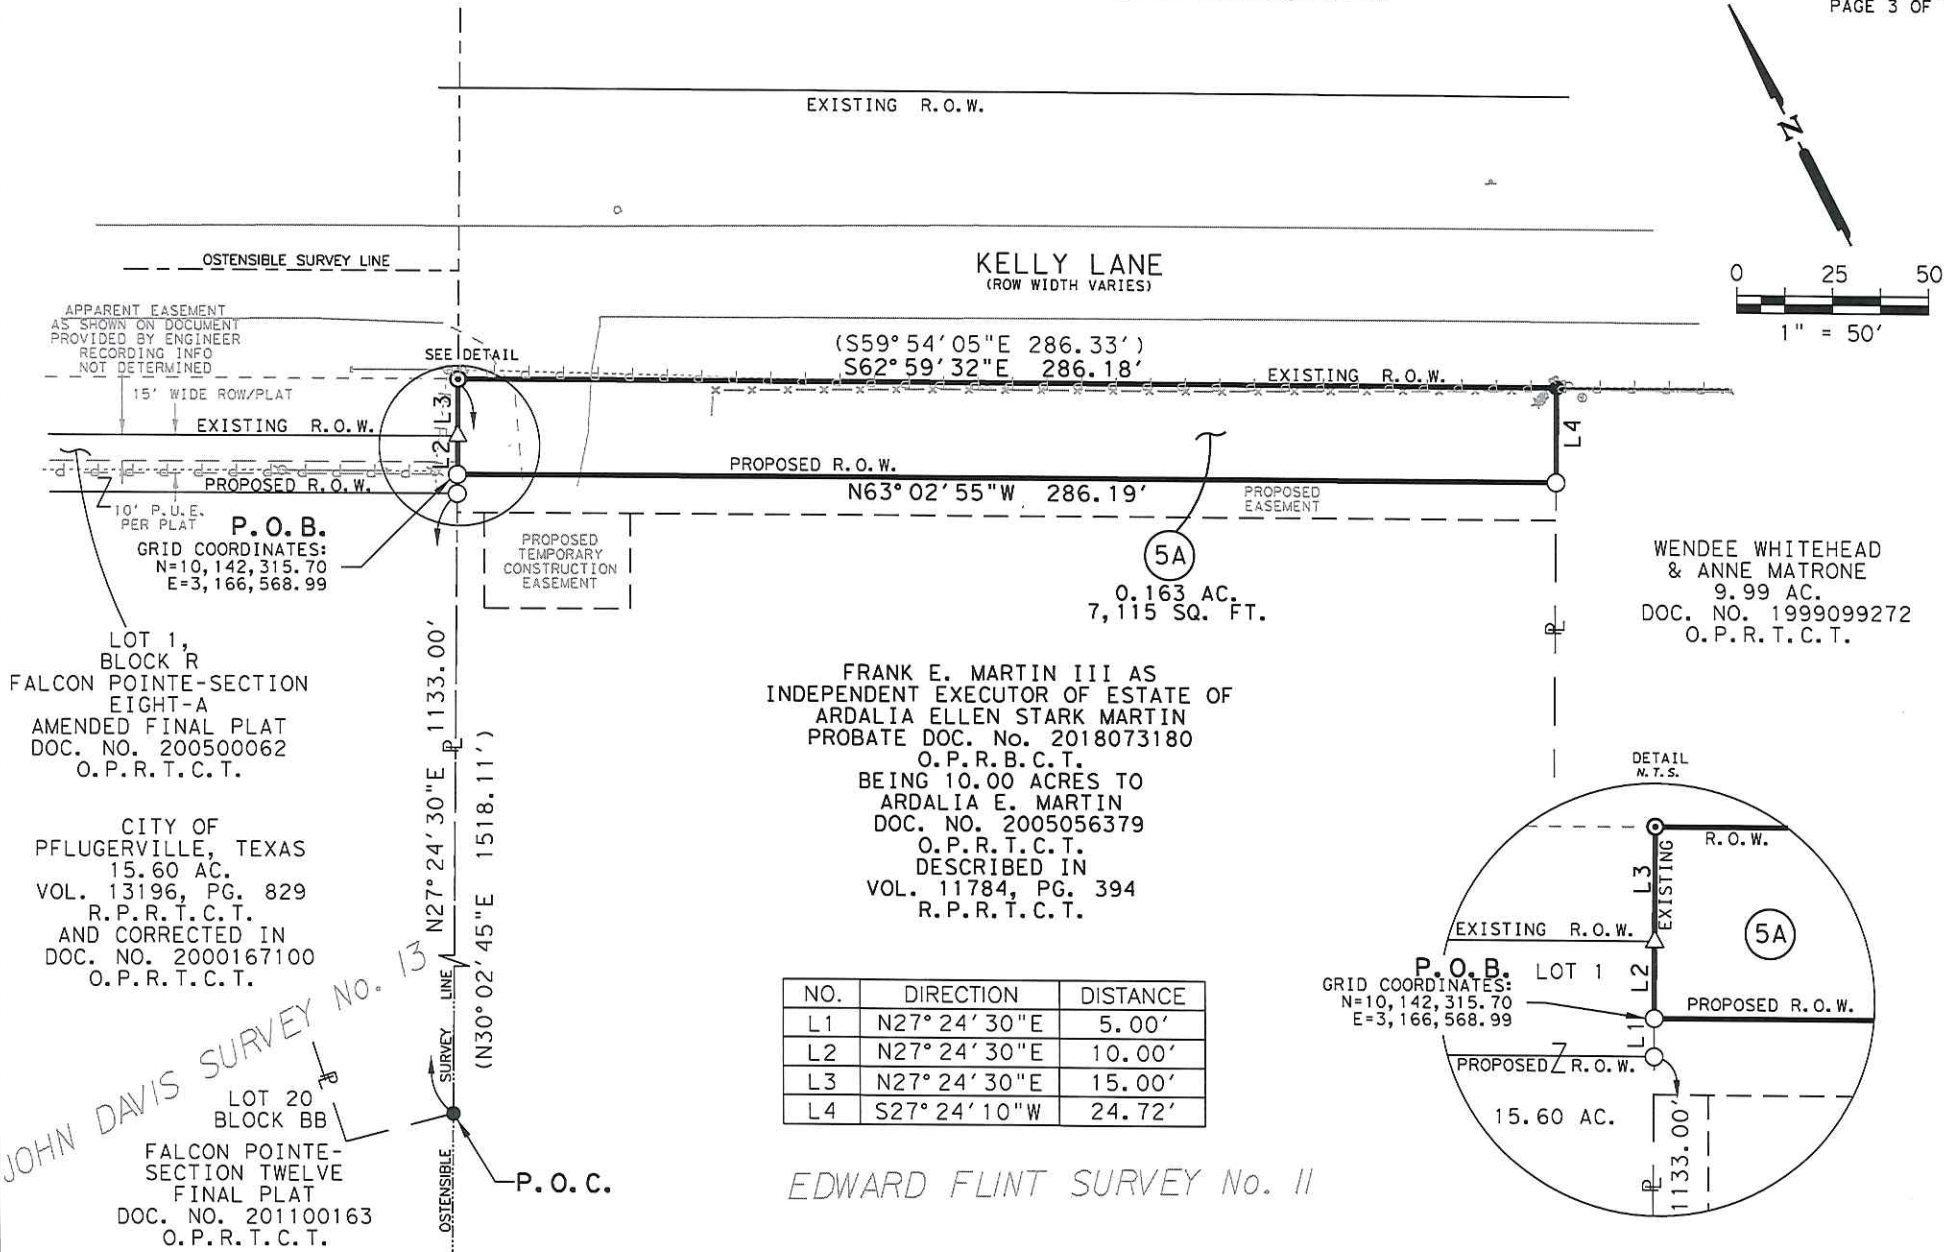 PAGE 3 OF
EXISTING R.O.W.
N
0 25 50
1" = 50'
OSTENSIBLE SURVEY LINE
KELLY LANE
(ROW WIDTH VARIES)
APPARENT EASEMENT
AS SHOWN ON DOCUMENT
PROVIDED BY ENGINEER
RECORDING INFO
NOT DETERMINED
SEE DETAIL
(S59°54'05"E 286.33')
S62°59'32"E 286.18'
EXISTING R.O.W.
15' WIDE ROW/PLAT
EXISTING R.O.W.
L3
L2
L4
PROPOSED R.O.W.
PROPOSED R.O.W.
N63°02'55"W 286.19'
PROPOSED
EASEMENT
10' P.U.E.
PER PLAT
P.O.B.
GRID COORDINATES:
N=10,142,315.70
E=3,166,568.99
PROPOSED
TEMPORARY
CONSTRUCTION
EASEMENT
5A
0.163 AC.
7,115 SQ. FT.
WENDEE WHITEHEAD
& ANNE MATRONE
9.99 AC.
DOC. NO. 1999099272
O.P.R.T.C.T.
PL
LOT 1,
BLOCK R
FALCON POINTE-SECTION
EIGHT-A
AMENDED FINAL PLAT
DOC. NO. 200500062
O.P.R.T.C.T.
N27°24'30"E PL 1133.00'
(N30°02'45"E 1518.11')
FRANK E. MARTIN III AS
INDEPENDENT EXECUTOR OF ESTATE OF
ARDALIA ELLEN STARK MARTIN
PROBATE DOC. No. 2018073180
O.P.R.B.C.T.
BEING 10.00 ACRES TO
ARDALIA E. MARTIN
DOC. NO. 2005056379
O.P.R.T.C.T.
DESCRIBED IN
VOL. 11784, PG. 394
R.P.R.T.C.T.
CITY OF
PFLUGERVILLE, TEXAS
15.60 AC.
VOL. 13196, PG. 829
R.P.R.T.C.T.
AND CORRECTED IN
DOC. NO. 2000167100
O.P.R.T.C.T.
JOHN DAVIS SURVEY No. 13
PL
LOT 20
BLOCK BB
FALCON POINTE-
SECTION TWELVE
FINAL PLAT
DOC. NO. 201100163
O.P.R.T.C.T.
OSTENSIBLE SURVEY LINE
P.O.C.
NO. DIRECTION DISTANCE
L1 N27°24'30"E 5.00'
L2 N27°24'30"E 10.00'
L3 N27°24'30"E 15.00'
L4 S27°24'10"W 24.72'
EDWARD FLINT SURVEY No. 11
DETAIL
N.T.S.
R.O.W.
L3
EXISTING
EXISTING R.O.W.
5A
P.O.B.
GRID COORDINATES:
N=10,142,315.70
E=3,166,568.99
LOT 1
L2
PROPOSED R.O.W.
L1
PROPOSED R.O.W.
15.60 AC.
PL
1133.00'